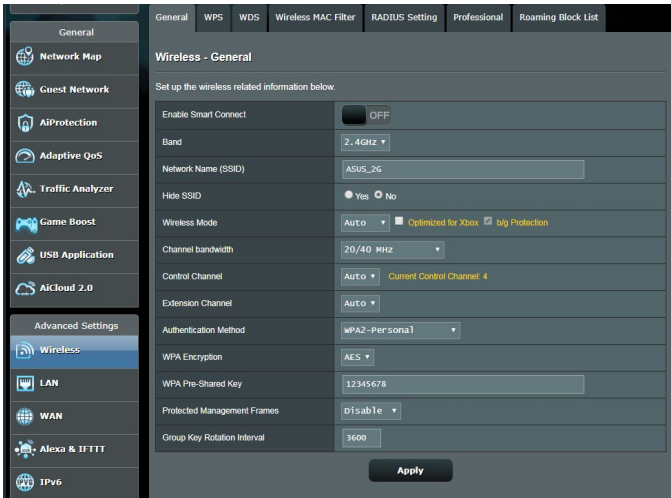 General
WPS
WDS
Wireless MAC Filter
RADIUS Setting
Professional
Roaming Block List
General
Network Map
Guest Network
AiProtection
Adaptive QoS
Traffic Analyzer
Game Boost
USB Application
AiCloud 2.0
Advanced Settings
Wireless
LAN
WAN
Alexa & IFTTT
IPv6
Wireless - General
Set up the wireless related information below.
Enable Smart Connect OFF
Band 2.4GHz
Network Name (SSID) ASUS_2G
Hide SSID Yes No
Wireless Mode Auto Optimized for Xbox b/g Protection
Channel bandwidth 20/40 MHz
Control Channel Auto Current Control Channel: 4
Extension Channel Auto
Authentication Method WPA2-Personal
WPA Encryption AES
WPA Pre-Shared Key 12345678
Protected Management Frames Disable
Group Key Rotation Interval 3600
Apply